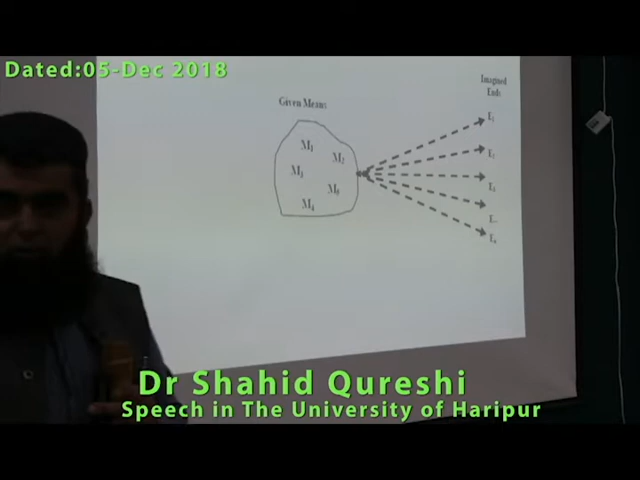 Dated:05-Dec 2018
Imagined
Ends
Given Means
M1
M2
M3
M5
M4
Dr Shahid Qureshi
Speech in The University of Haripur